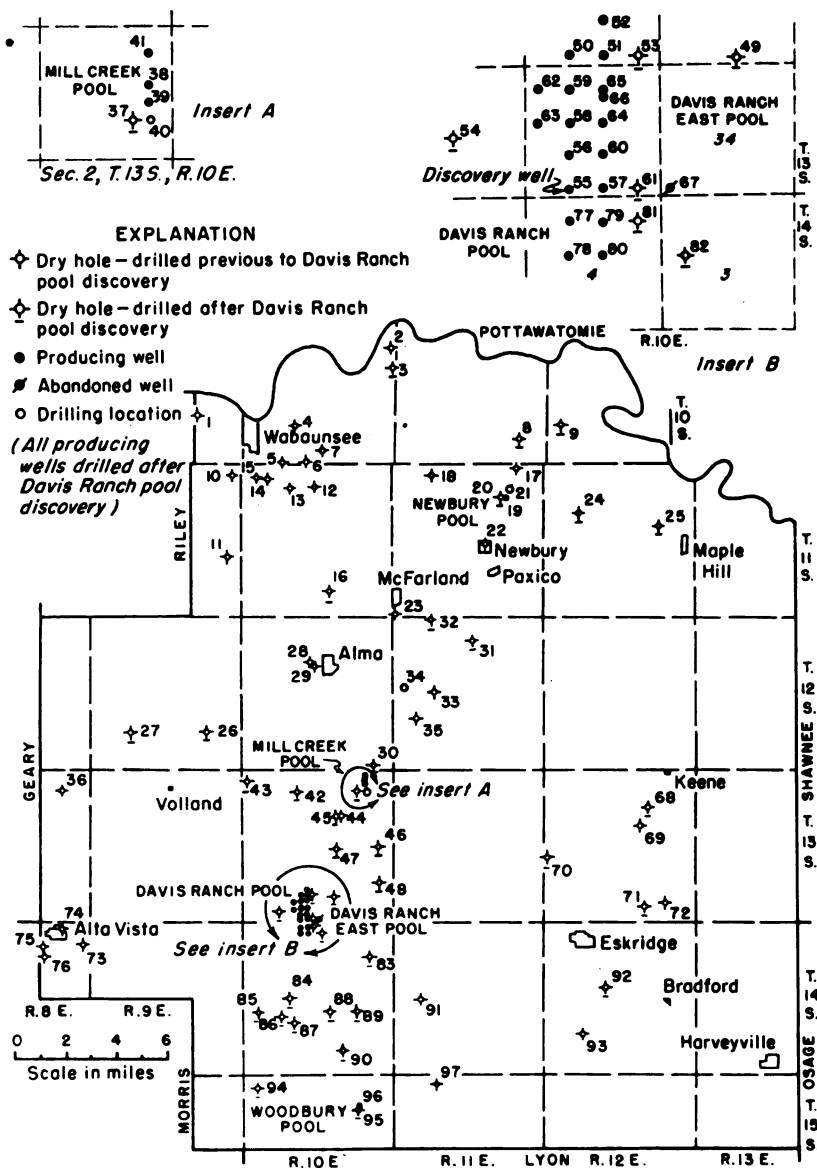 41
MILL CREEK
POOL
38
39
37
40
Insert A
Sec. 2, T. 13 S., R. 10 E.
52
50
51
53
49
62
59
65
66
63
58
64
54
56
60
DAVIS RANCH
EAST POOL
34
T.
13
S.
Discovery well
55
57
61
67
T.
14
S.
77
79
81
DAVIS RANCH
POOL
78
80
82
4
3
R.10 E.
Insert B
EXPLANATION
Dry hole – drilled previous to Davis Ranch
pool discovery
Dry hole – drilled after Davis Ranch
pool discovery
Producing well
Abandoned well
Drilling location
(All producing
wells drilled after
Davis Ranch pool
discovery)
POTTAWATOMIE
2
3
1
4
Wabaunsee
7
8
9
T.
10
S.
5
6
10
15
14
13
12
18
17
20
21
19
NEWBURY
POOL
24
25
22
Newbury
Paxico
Maple
Hill
RILEY
11
16
McFarland
23
T.
11
S.
32
31
28
29
Alma
34
33
35
T.
12
S.
27
26
MILL CREEK
POOL
30
See insert A
GEARY
36
Volland
43
42
45
44
Keene
68
69
SHAWNEE
T.
13
S.
47
46
48
70
71
72
DAVIS RANCH POOL
DAVIS RANCH
EAST POOL
See insert B
74
Alta Vista
75
76
73
Eskridge
83
84
85
86
87
88
89
91
92
Bradford
93
T.
14
S.
R.8 E.
R.9 E.
0 2 4 6
Scale in miles
90
Harveyville
OSAGE
MORRIS
94
96
95
WOODBURY
POOL
97
T.
15
S.
R.10 E.
R.11 E.
LYON
R.12 E.
R.13 E.